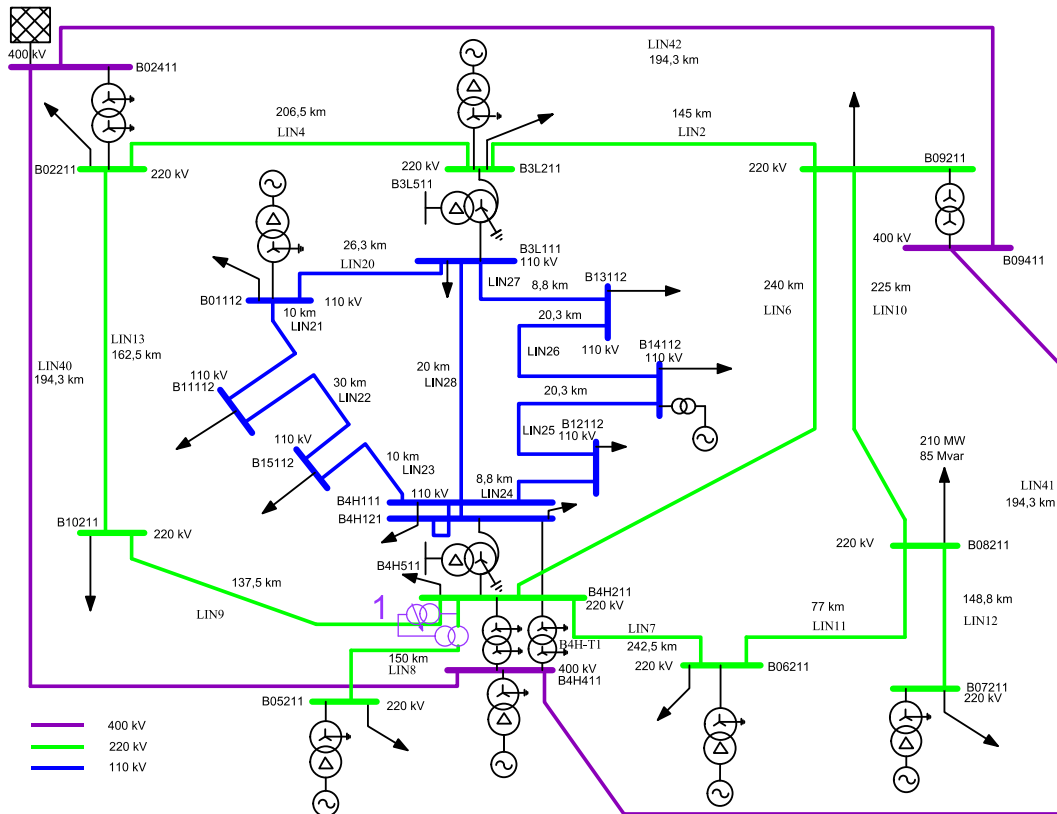 LIN42
194,3 km
400 kV
B02411
206,5 km
LIN4
145 km
LIN2
B02211
220 kV
220 kV
B3L211
B3L511
220 kV
B09211
400 kV
B09411
26,3 km
LIN20
B3L111
110 kV
LIN27
8,8 km
B13112
B01112
110 kV
10 km
LIN21
20,3 km
LIN26
110 kV
B14112
110 kV
240 km
LIN6
225 km
LIN10
LIN13
162,5 km
LIN40
194,3 km
110 kV
B11112
30 km
LIN22
20 km
LIN28
20,3 km
LIN25
B12112
110 kV
110 kV
B15112
10 km
LIN23
8,8 km
LIN24
B4H111
110 kV
B4H121
210 MW
85 Mvar
LIN41
194,3 km
B10211
220 kV
220 kV
B08211
B4H511
137,5 km
LIN9
1
B4H211
220 kV
148,8 km
LIN12
77 km
LIN11
LIN7
242,5 km
B4H-T1
150 km
LIN8
400 kV
B4H411
220 kV
B06211
B05211
220 kV
B07211
220 kV
400 kV
220 kV
110 kV